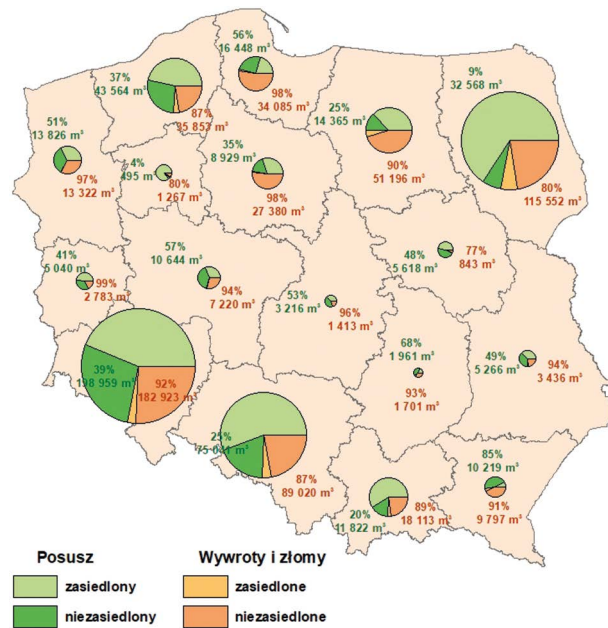 56%
16 448 m³
98%
34 085 m³
37%
43 564 m³
87%
35 853 m³
9%
32 568 m³
80%
115 552 m³
25%
14 365 m³
90%
51 196 m³
51%
13 826 m³
97%
13 322 m³
4%
495 m³
80%
1 267 m³
35%
8 929 m³
98%
27 380 m³
41%
5 040 m³
99%
2 783 m³
57%
10 644 m³
94%
7 220 m³
48%
5 618 m³
77%
843 m³
53%
3 216 m³
96%
1 413 m³
68%
1 961 m³
93%
1 701 m³
49%
5 266 m³
94%
3 436 m³
39%
198 959 m³
92%
182 923 m³
25%
m³
87%
89 020 m³
20%
11 822 m³
89%
18 113 m³
85%
10 219 m³
91%
9 797 m³
Posusz Wywroty i złomy
zasiedlony zasiedlone
niezasiedlony niezasiedlone